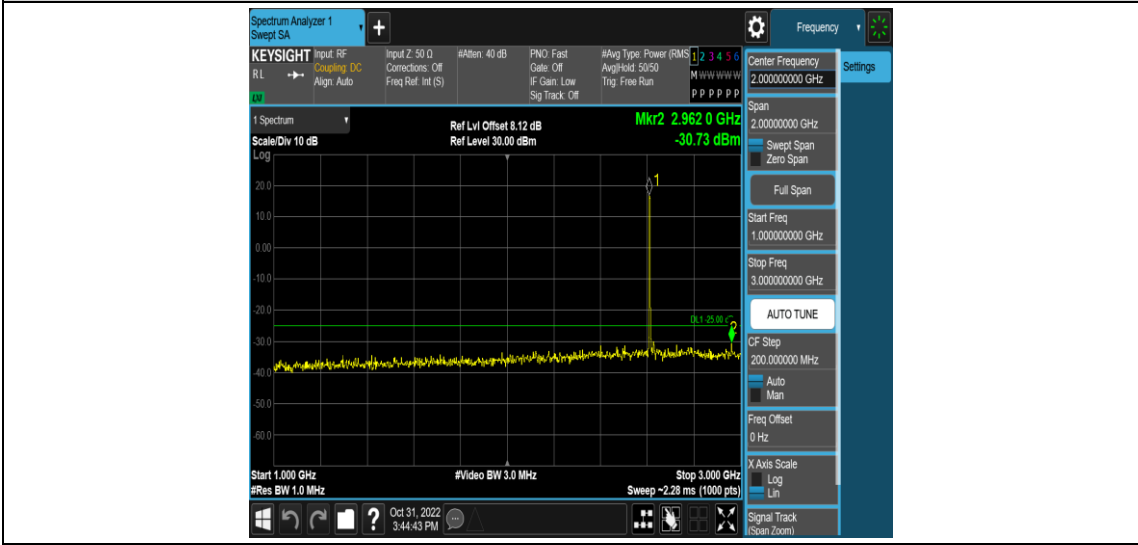 Spectrum Analyzer 1
Swept SA
+
Frequency
KEYSIGHT
RL
LM
Input: RF
Coupling: DC
Align: Auto
Input Z: 50 Ω
Corrections: Off
Freq Ref: Int (S)
#Atten: 40 dB
PNO: Fast
Gate: Off
IF Gain: Low
Sig Track: Off
#Avg Type: Power (RMS
Avg|Hold: 50/50
Trig: Free Run
1 2 3 4 5 6
M W W W W W
P P P P P P
Center Frequency
2.000000000 GHz
Settings
Span
2.00000000 GHz
Swept Span
Zero Span
Full Span
Start Freq
1.000000000 GHz
Stop Freq
3.000000000 GHz
AUTO TUNE
CF Step
200.000000 MHz
Auto
Man
Freq Offset
0 Hz
X Axis Scale
Log
Lin
Signal Track
(Span Zoom)
1 Spectrum
Scale/Div 10 dB
Log
Ref Lvl Offset 8.12 dB
Ref Level 30.00 dBm
Mkr2 2.962 0 GHz
-30.73 dBm
1
20.0
10.0
0.00
-10.0
-20.0
DL1 -25.00
2
-30.0
-40.0
-50.0
-60.0
Start 1.000 GHz
#Res BW 1.0 MHz
#Video BW 3.0 MHz
Stop 3.000 GHz
Sweep ~2.28 ms (1000 pts)
?
Oct 31, 2022
3:44:43 PM